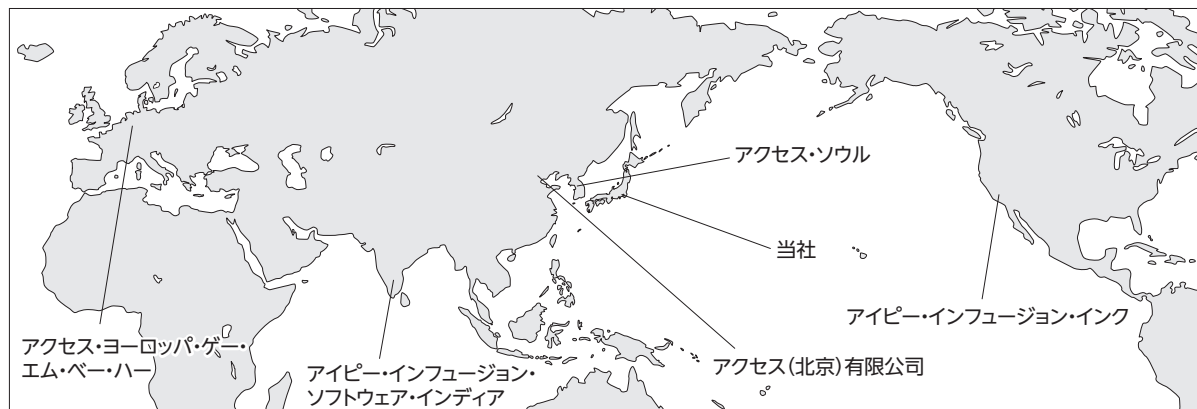 アクセス・ソウル
当社
アイピー・インフュージョン・インク
アクセス・ヨーロッパ・ゲー・
エム・ベー・ハー
アイピー・インフュージョン・
ソフトウェア・インディア
アクセス(北京)有限公司